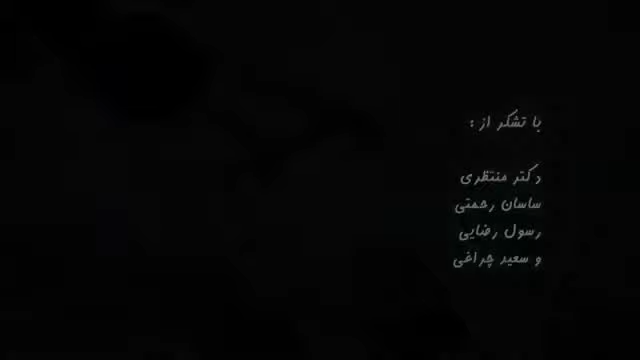 با تشکر از :
دکتر منتظری
ساسان رحمتی
رسول رضایی
و سعید چراغی